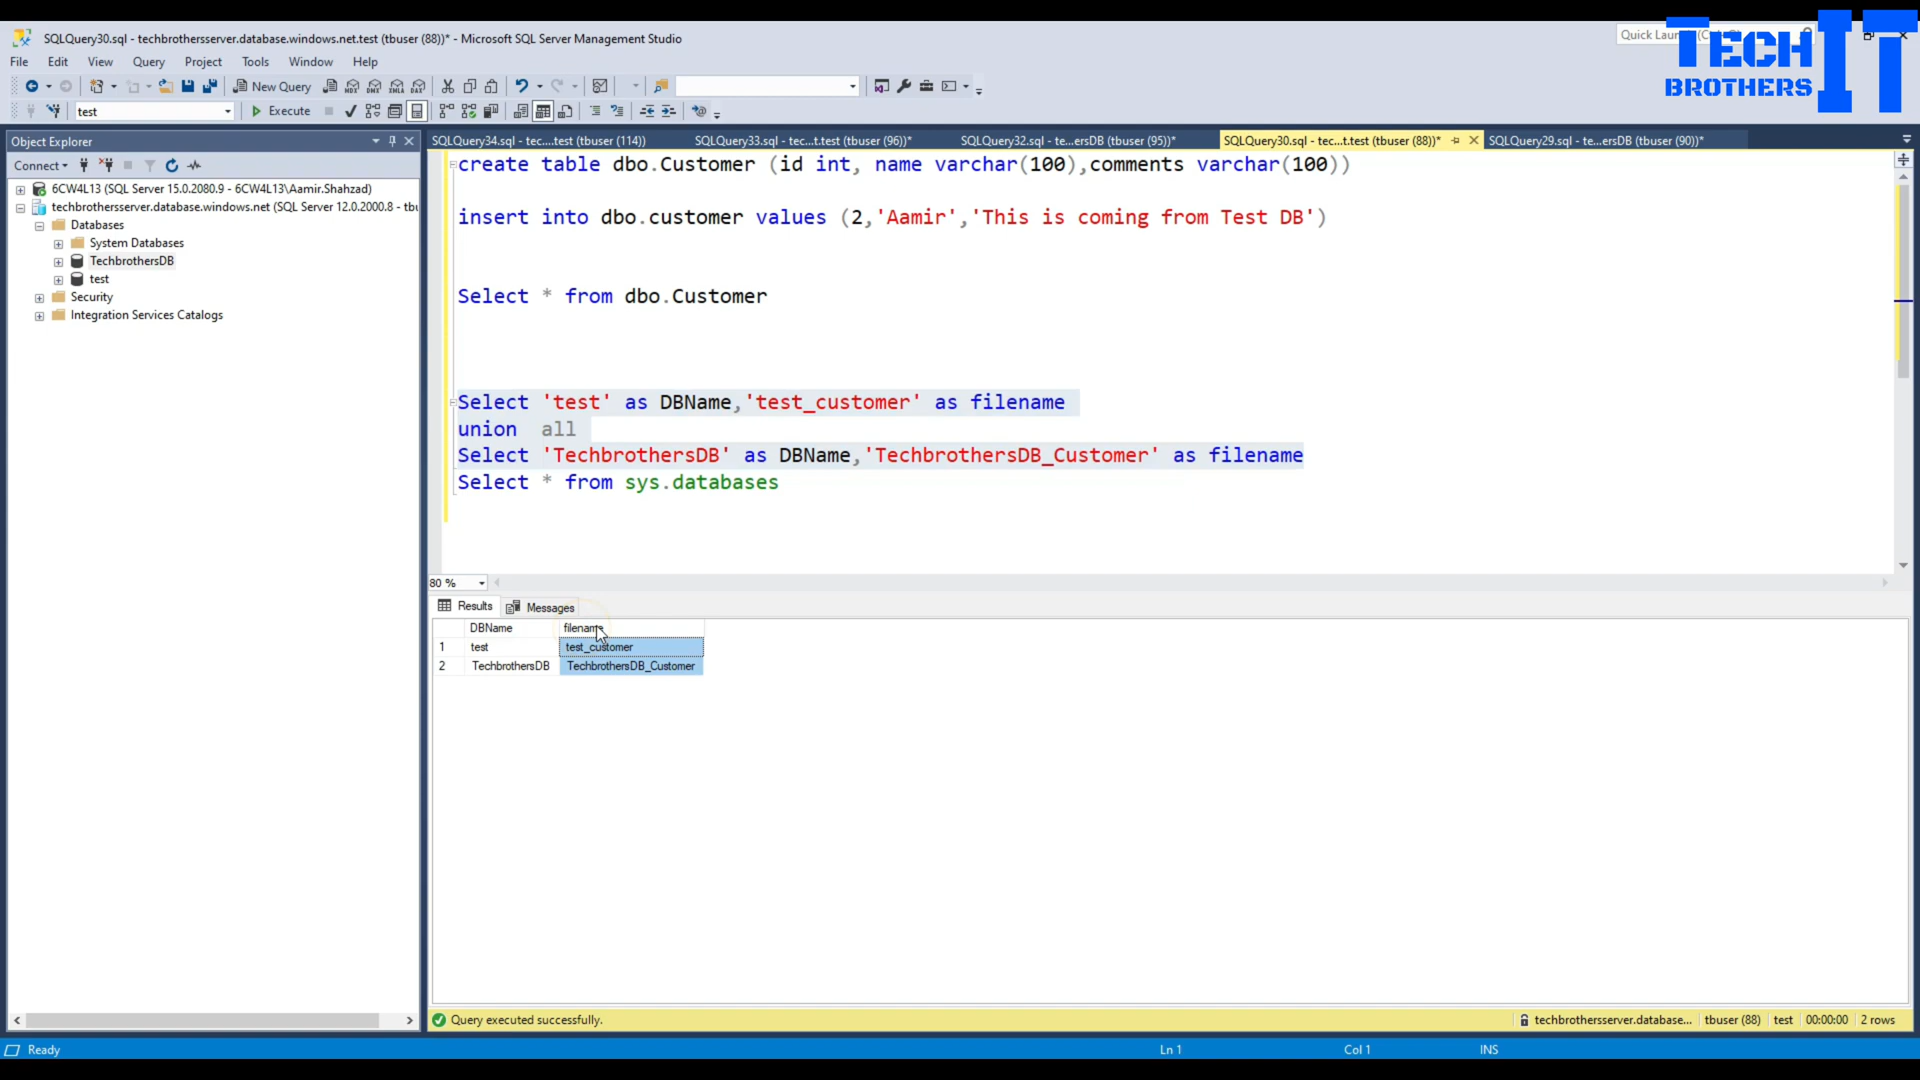 SQLQuery30.sql - techbrothersserver.database.windows.net.test (tbuser (88))* - Microsoft SQL Server Management Studio
TECH IT
BROTHERS
File Edit View Query Project Tools Window Help
New Query
test
Execute
Object Explorer
SQLQuery34.sql - tec....test (tbuser (114))
SQLQuery33.sql - tec...t.test (tbuser (96))*
SQLQuery32.sql - te...ersDB (tbuser (95))*
SQLQuery30.sql - tec...t.test (tbuser (88))*
SQLQuery29.sql - te...ersDB (tbuser (90))*
Connect
6CW4L13 (SQL Server 15.0.2080.9 - 6CW4L13\Aamir.Shahzad)
techbrothersserver.database.windows.net (SQL Server 12.0.2000.8 - tbu
Databases
System Databases
TechbrothersDB
test
Security
Integration Services Catalogs
create table dbo.Customer (id int, name varchar(100),comments varchar(100))
insert into dbo.customer values (2,'Aamir','This is coming from Test DB')
Select * from dbo.Customer
Select 'test' as DBName,'test_customer' as filename
union all
Select 'TechbrothersDB' as DBName,'TechbrothersDB_Customer' as filename
Select * from sys.databases
80 %
Results Messages
DBName filename
1 test test_customer
2 TechbrothersDB TechbrothersDB_Customer
Query executed successfully.
techbrothersserver.database... tbuser (88) test 00:00:00 2 rows
Ready
Ln 1 Col 1 INS